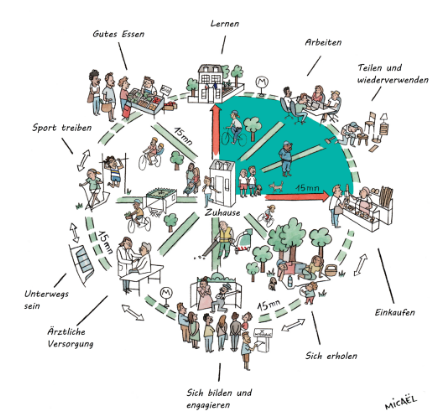 Lernen
Gutes Essen
Arbeiten
Teilen und
wiederverwenden
M
Sport treiben
15mn
15mn
Zuhause
15mn
15mn
M
Unterwegs
sein
Ärztliche
Versorgung
Einkaufen
Sich erholen
Sich bilden und
engagieren
MICAËL